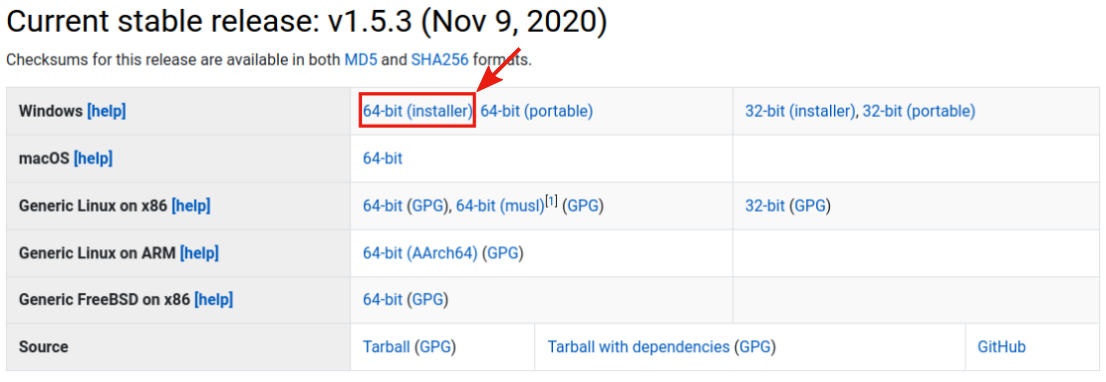 Current stable release: v1.5.3 (Nov 9, 2020)
Checksums for this release are available in both MD5 and SHA256 formats.
Windows [help] 64-bit (installer) 64-bit (portable) 32-bit (installer), 32-bit (portable)
macOS [help] 64-bit
Generic Linux on x86 [help] 64-bit (GPG), 64-bit (musl)[1] (GPG) 32-bit (GPG)
Generic Linux on ARM [help] 64-bit (AArch64) (GPG)
Generic FreeBSD on x86 [help] 64-bit (GPG)
Source Tarball (GPG) Tarball with dependencies (GPG) GitHub